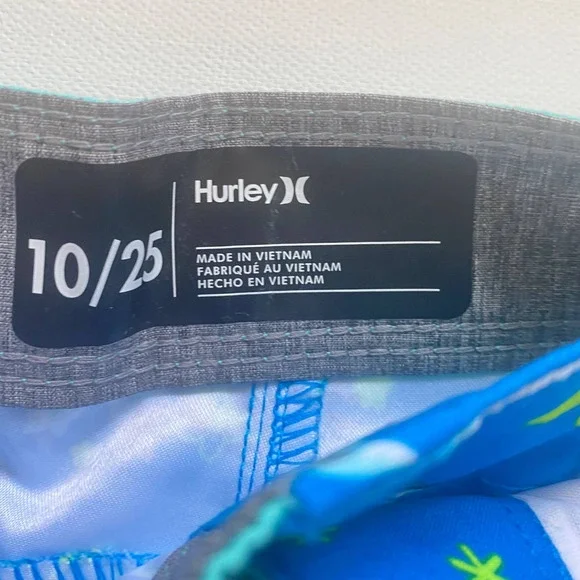 10/25
Hurley
MADE IN VIETNAM
FABRIQUÉ AU VIETNAM
HECHO EN VIETNAM